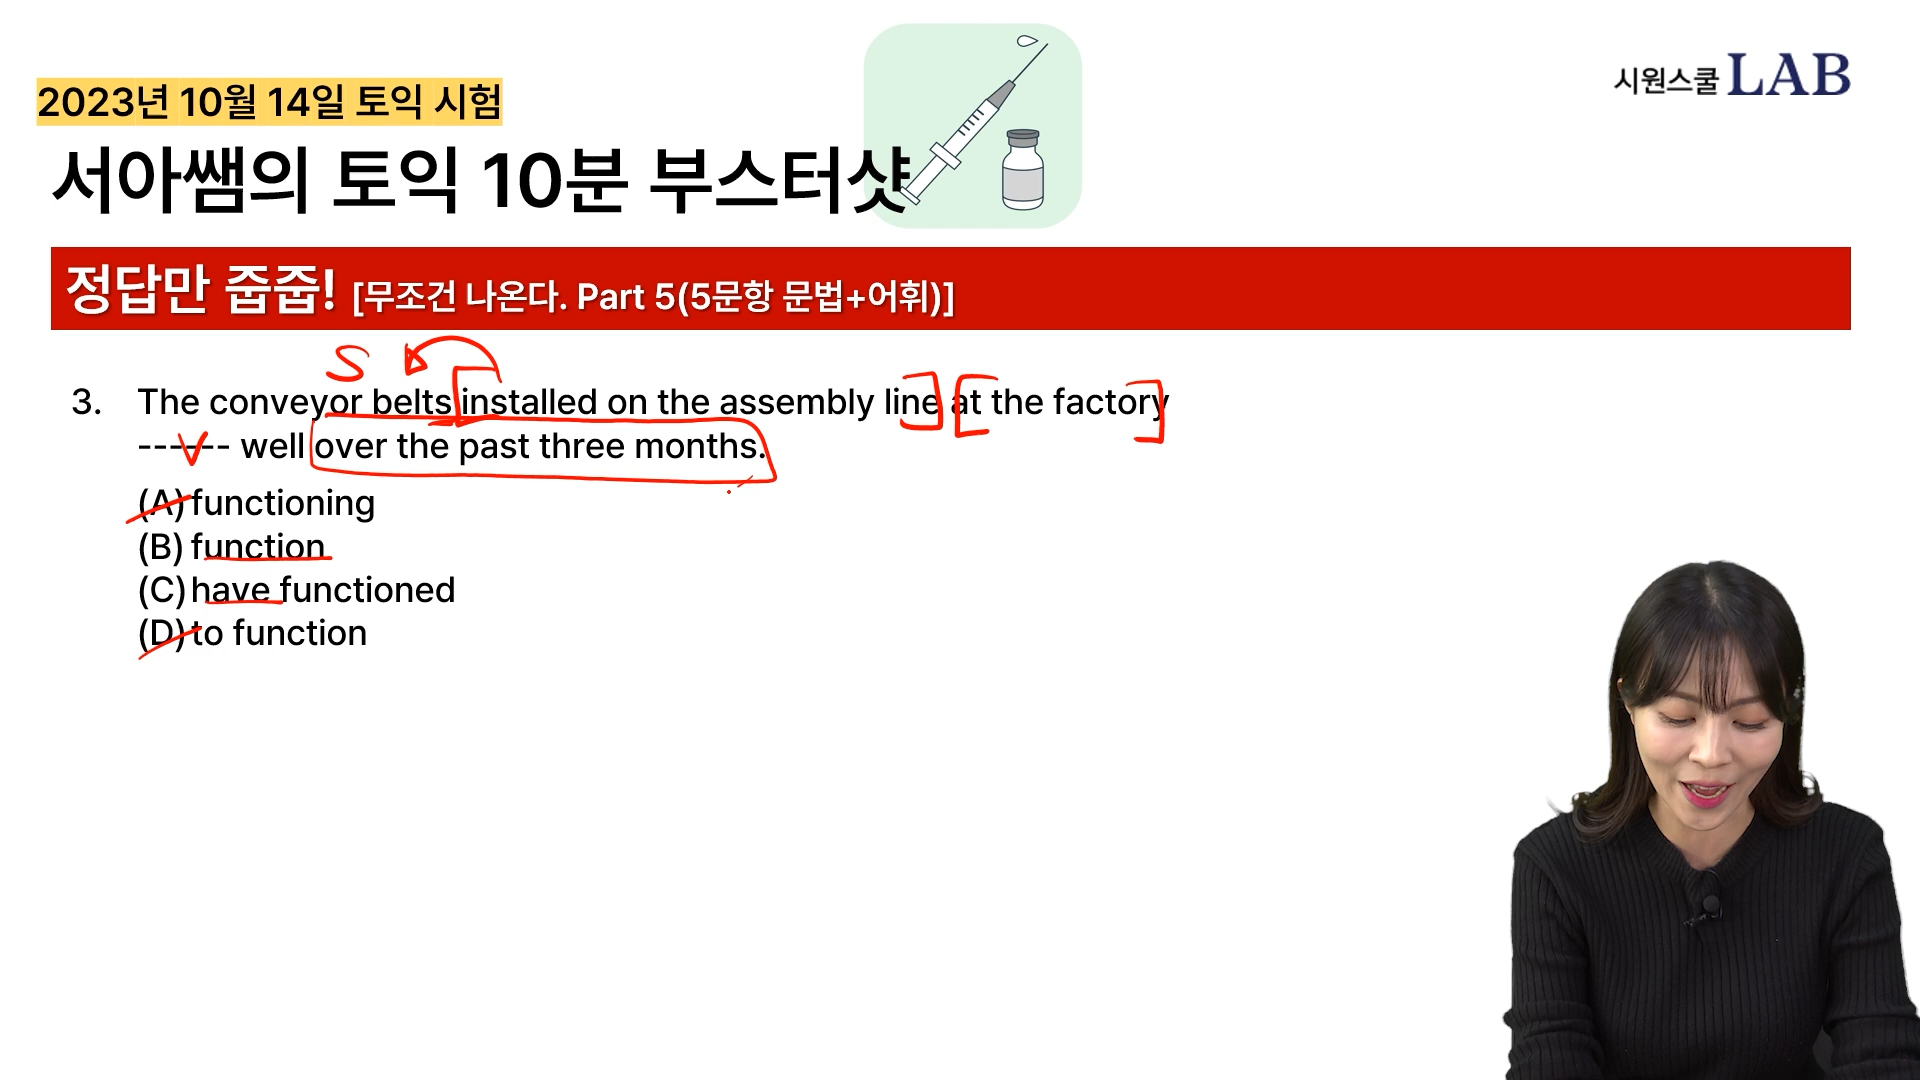 2023년 10월 14일 토익 시험
시원스쿨 LAB
서아쌤의 토익 10분 부스터샷
정답만 줍줍! [무조건 나온다. Part 5(5문항 문법+어휘)]
S
3. The conveyor belts installed on the assembly line at the factory
------ well over the past three months.
V
(A) functioning
(B) function
(C) have functioned
(D) to function